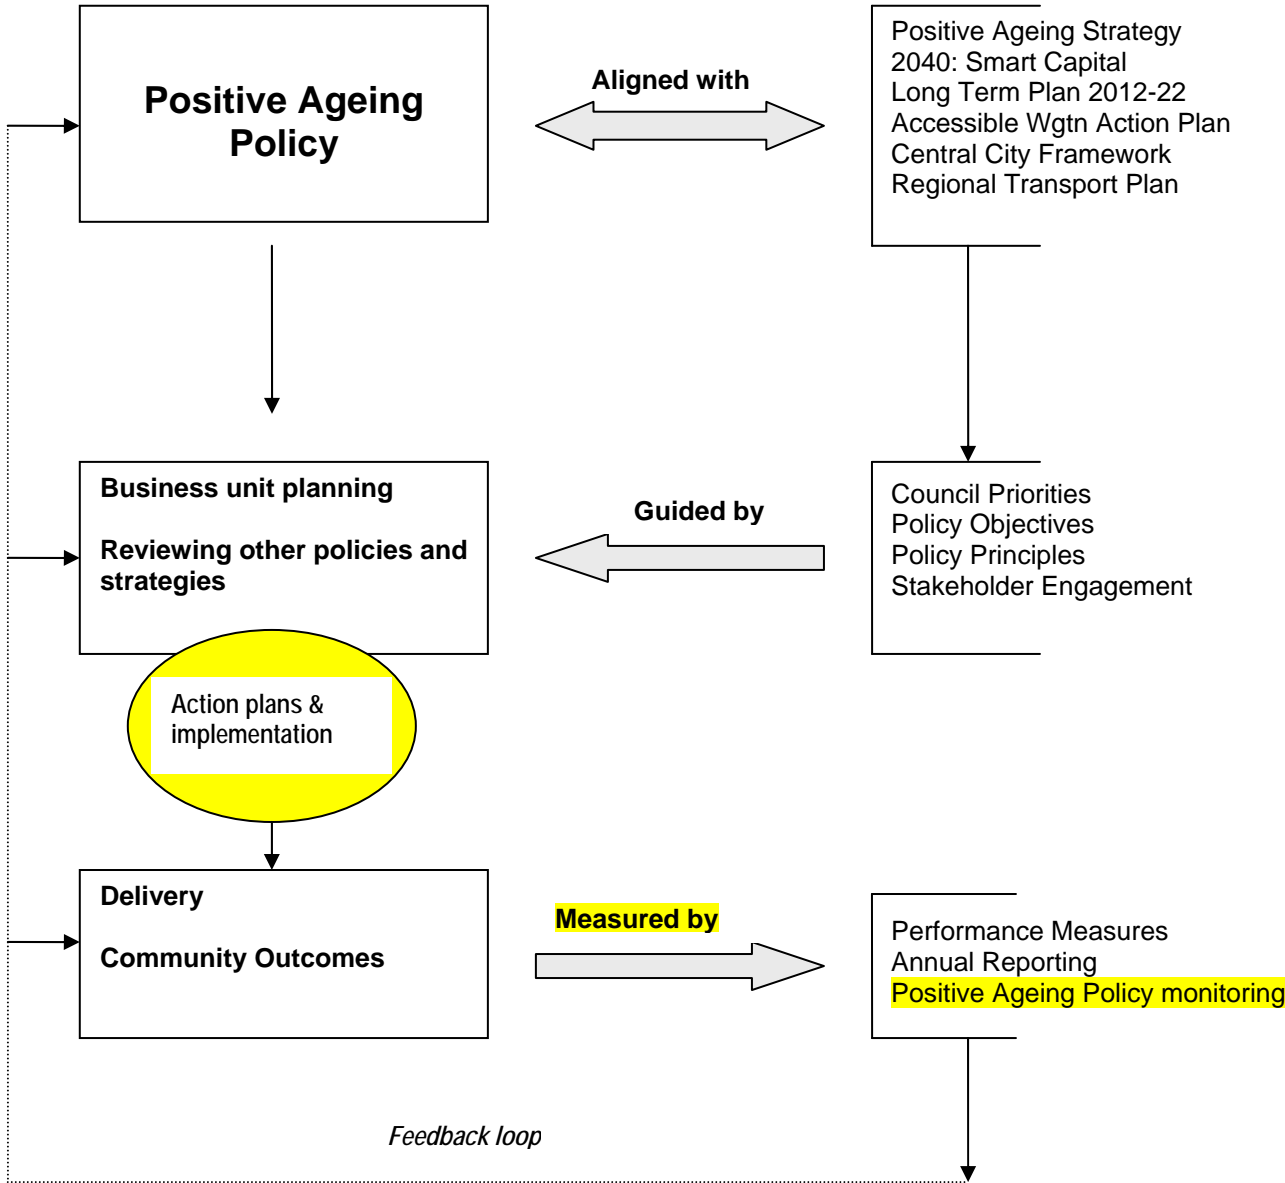 Positive Ageing
Policy
Aligned with
Positive Ageing Strategy
2040: Smart Capital
Long Term Plan 2012-22
Accessible Wgtn Action Plan
Central City Framework
Regional Transport Plan
Business unit planning
Reviewing other policies and
strategies
Guided by
Council Priorities
Policy Objectives
Policy Principles
Stakeholder Engagement
Action plans &
implementation
Delivery
Community Outcomes
Measured by
Performance Measures
Annual Reporting
Positive Ageing Policy monitoring
Feedback loop